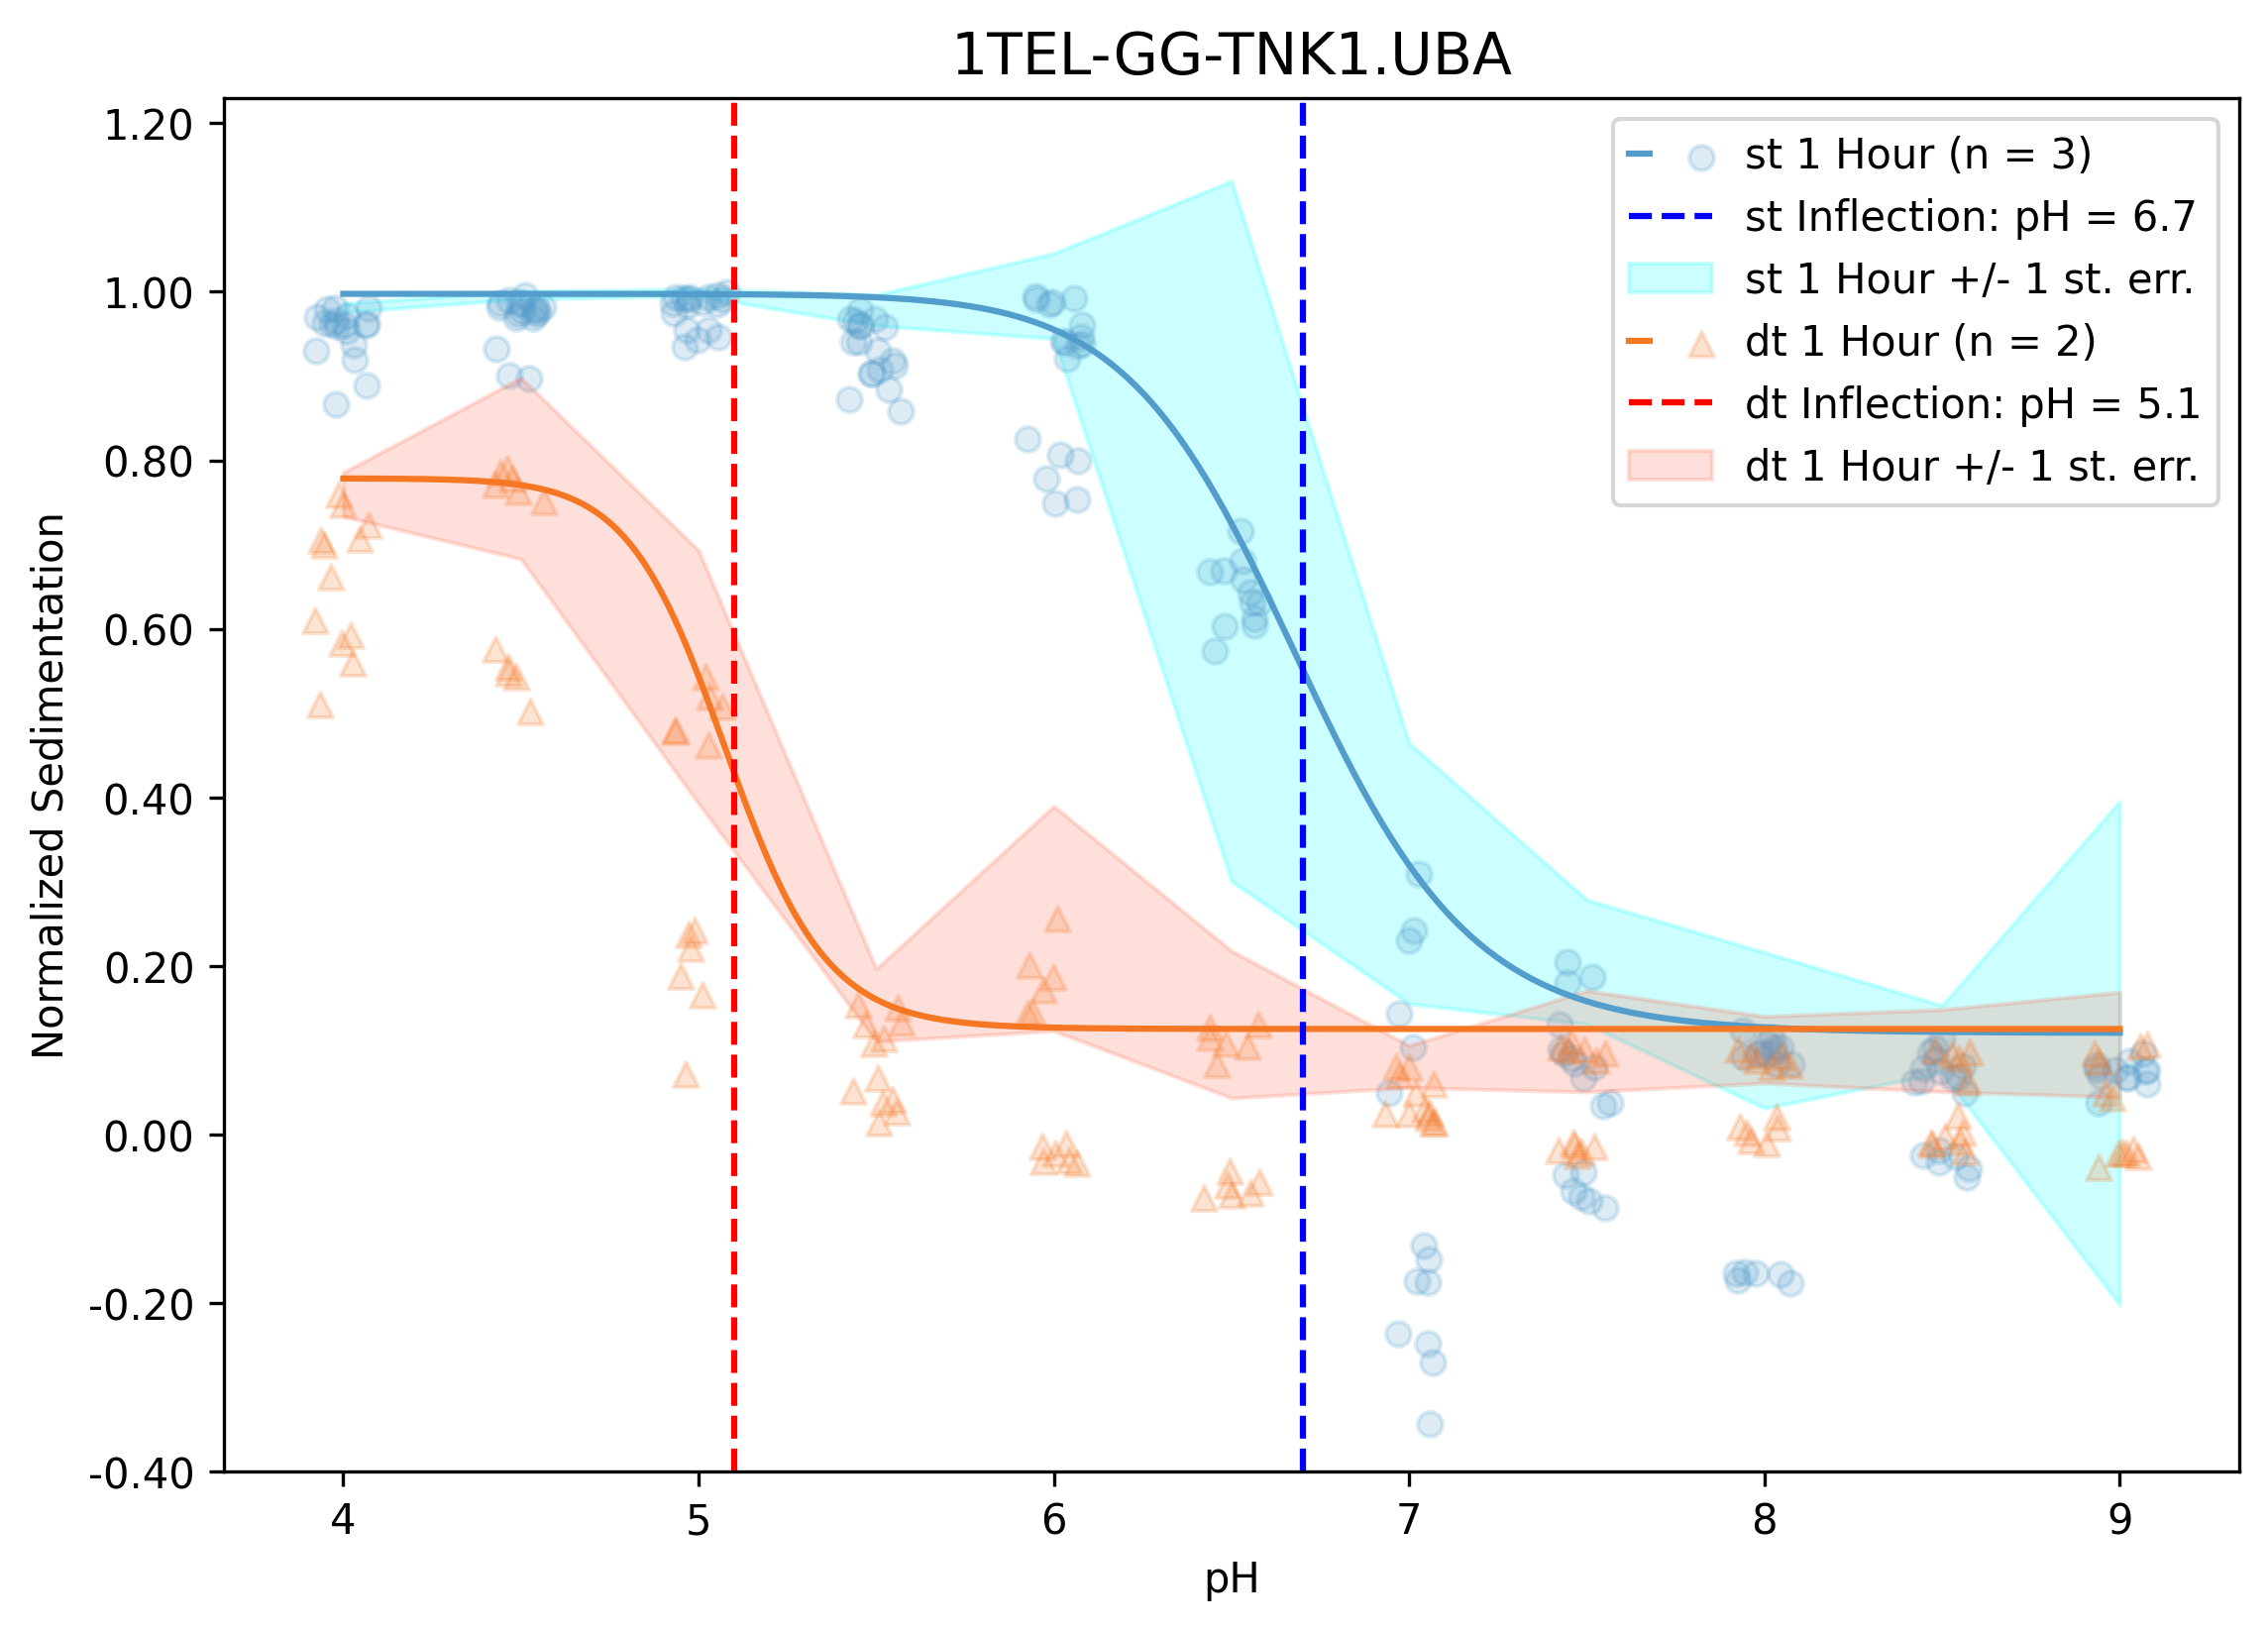 1TEL-GG-TNK1.UBA
1.20
1.00
0.80
0.60
0.40
0.20
0.00
-0.20
-0.40
Normalized Sedimentation
st 1 Hour (n = 3)
st Inflection: pH = 6.7
st 1 Hour +/- 1 st. err.
dt 1 Hour (n = 2)
dt Inflection: pH = 5.1
dt 1 Hour +/- 1 st. err.
4 5 6 7 8 9
pH